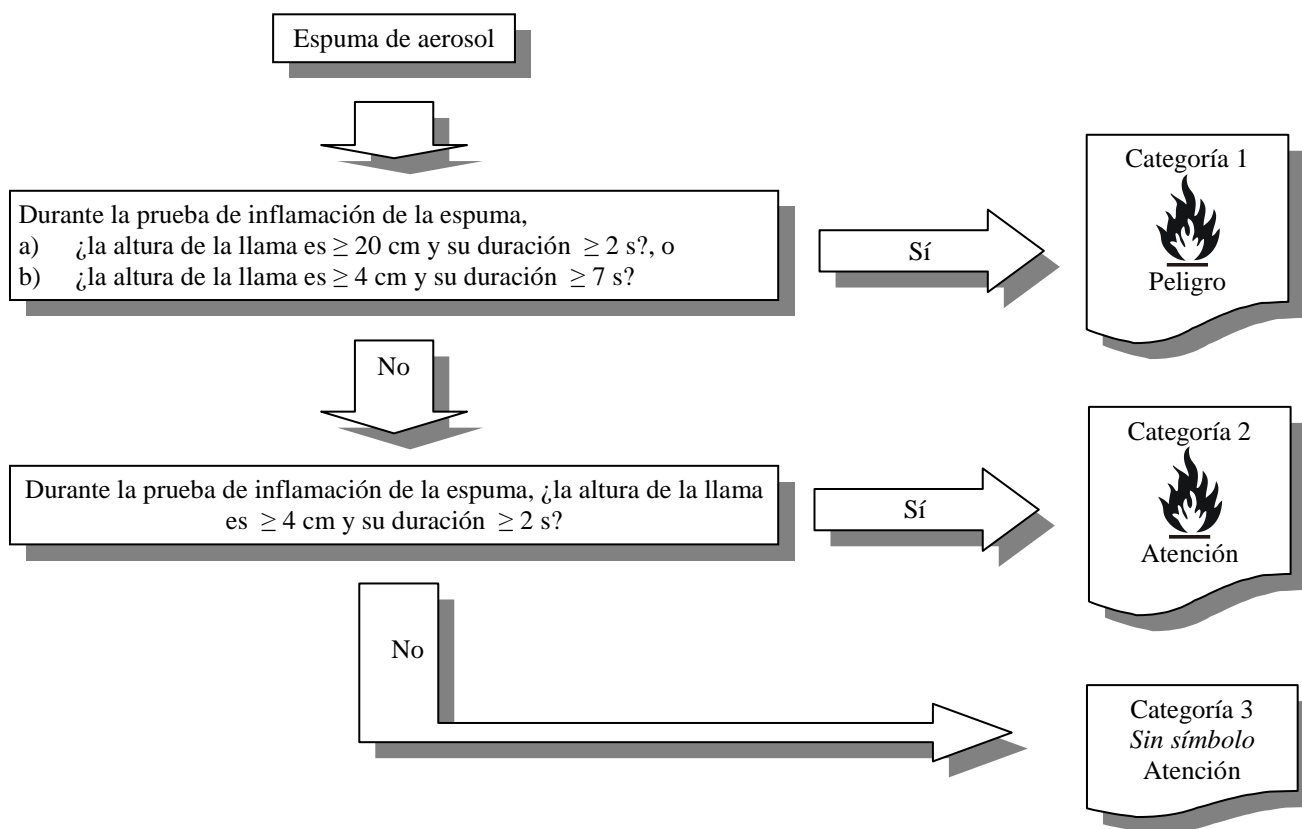 Espuma de aerosol
Categoría 1
Peligro
Durante la prueba de inflamación de la espuma,
a) ¿la altura de la llama es ≥ 20 cm y su duración ≥ 2 s?, o
b) ¿la altura de la llama es ≥ 4 cm y su duración ≥ 7 s?
Sí
No
Categoría 2
Atención
Durante la prueba de inflamación de la espuma, ¿la altura de la llama
es ≥ 4 cm y su duración ≥ 2 s?
Sí
No
Categoría 3
Sin símbolo
Atención